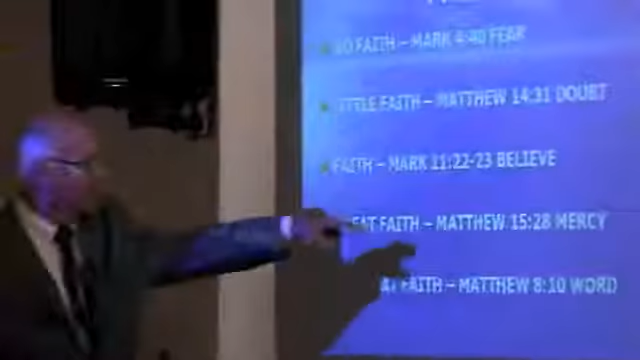 FAITH – MARK 4:40 FEAR
FAITH – MATTHEW 14:31 DOUBT
FAITH – MARK 11:22-23 BELIEVE
FAITH – MATTHEW 15:28 MERCY
FAITH – MATTHEW 8:10 WORD